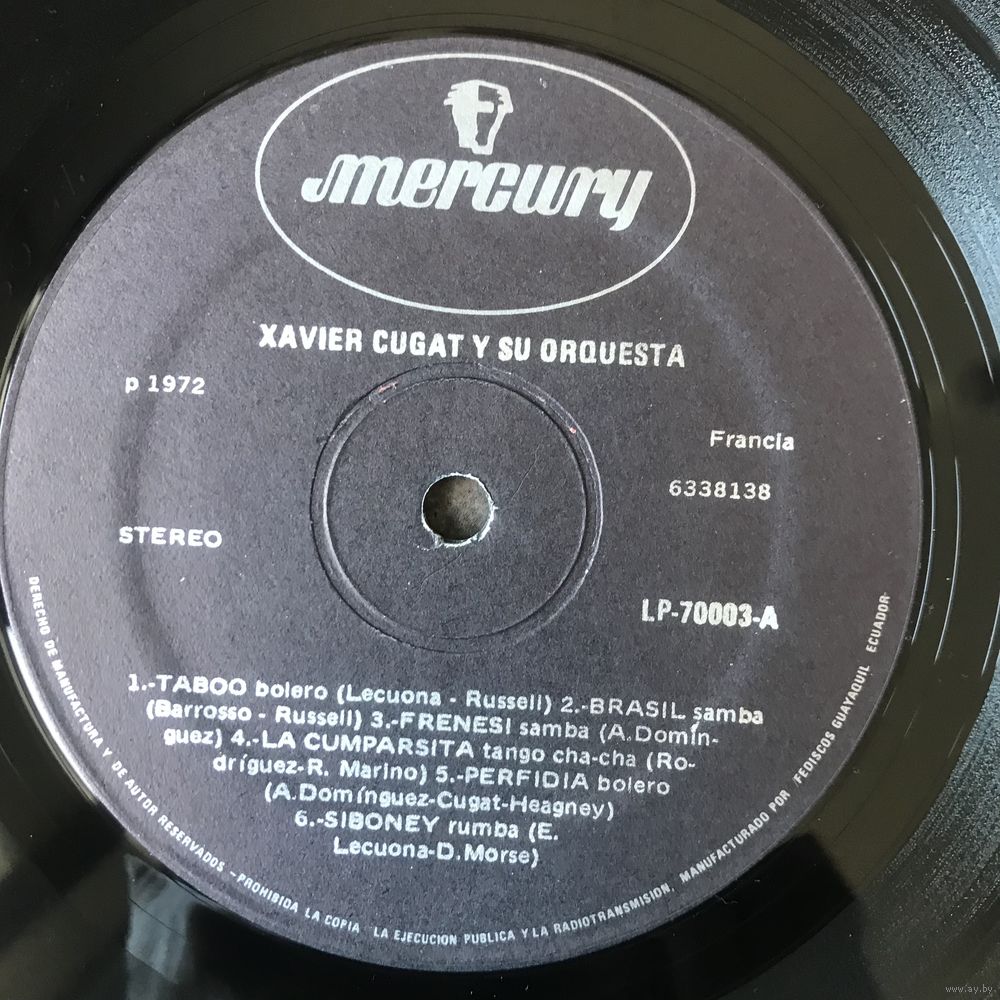 mercury
XAVIER CUGAT Y SU ORQUESTA
p 1972
Francia
6338138
STEREO
LP-70003-A
1.-TABOO bolero (Lecuona - Russell) 2.-BRASIL samba
(Barrosso - Russell) 3.-FRENESI samba (A.Domín-
guez) 4.-LA CUMPARSITA tango cha-cha (Ro-
dríguez-R. Marino) 5.-PERFIDIA bolero
(A.Domínguez-Cugat-Heagney)
6.-SIBONEY rumba (E.
Lecuona-D.Morse)
DERECHO DE MANUFACTURA Y DE AUTOR RESERVADOS - PROHIBIDA LA COPIA LA EJECUCION PUBLICA Y LA RADIOTRANSMISION, MANUFACTURADO POR FEDISCOS GUAYAQUIL ECUADOR-
www.ay.by